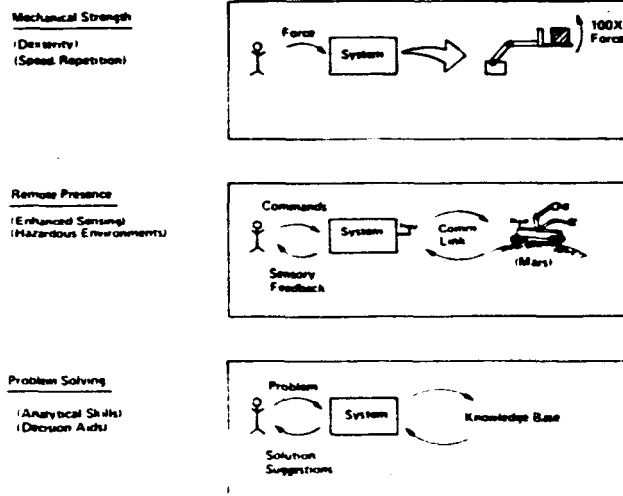 Mechanical Strength
(Dexterity)
(Speed, Repetition)
Force
System
100X
Force
Remote Presence
(Enhanced Sensing)
(Hazardous Environments)
Commands
System
Comm
Link
Sensory
Feedback
(Mars)
Problem Solving
(Analytical Skills)
(Decision Aids)
Problem
System
Knowledge Base
Solution
Suggestions